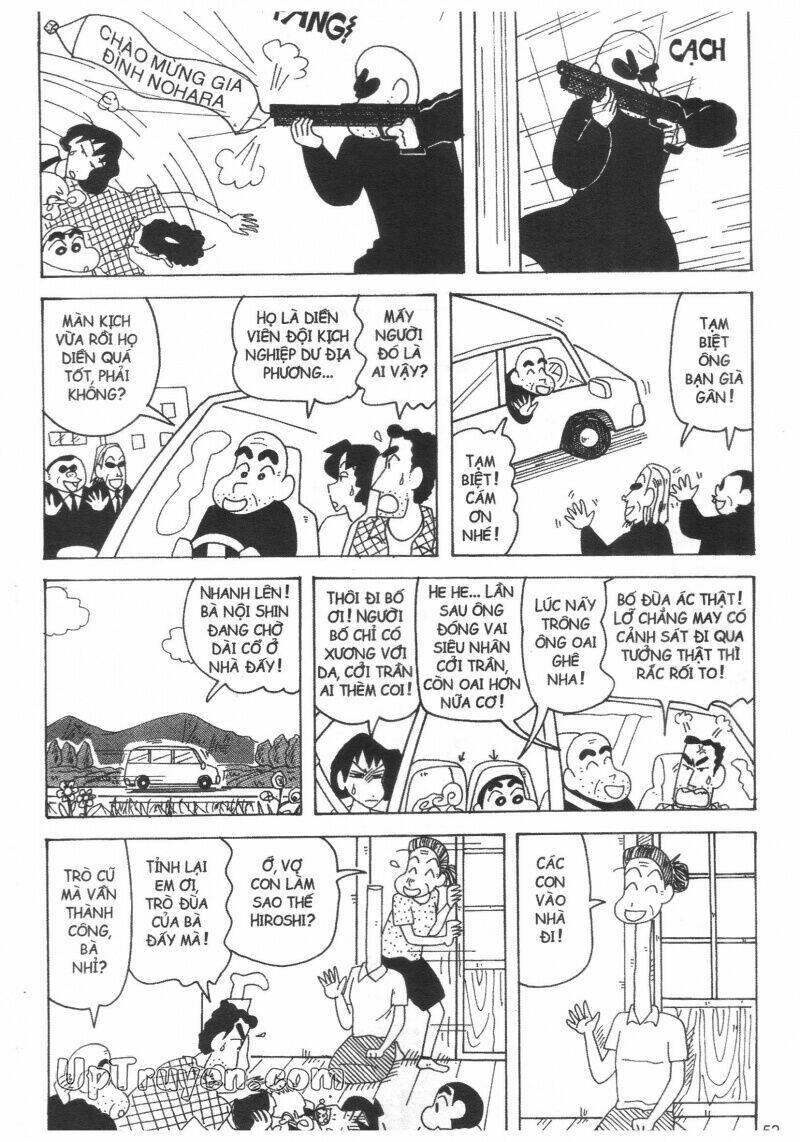 CẠCH
CHÀO MỪNG GIA
ĐÌNH NOHARA
TẠM
BIỆT
ÔNG
BẠN GIÀ
GÂN!
TẠM
BIỆT!
CẢM
ƠN
NHÉ!
MẤY
NGƯỜI
ĐÓ LÀ
AI VẬY?
HỌ LÀ DIỄN
VIÊN ĐỘI KỊCH
NGHIỆP DƯ ĐỊA
PHƯƠNG...
MÀN KỊCH
VỪA RỒI HỌ
DIỄN QUÁ
TỐT, PHẢI
KHÔNG?
BỐ ĐÙA ÁC THẬT!
LỠ CHẲNG MAY CÓ
CẢNH SÁT ĐI QUA
TƯỞNG THẬT THÌ
RẮC RỐI TO!
LÚC NÃY
TRÔNG
ÔNG OAI
GHÊ
NHA!
HE HE... LẦN
SAU ÔNG
ĐÓNG VAI
SIÊU NHÂN
CỞI TRẦN,
CÒN OAI HƠN
NỮA CƠ!
THÔI ĐI BỐ
ƠI! NGƯỜI
BỐ CHỈ CÓ
XƯƠNG VỚI
DA, CỞI TRẦN
AI THÈM COI!
NHANH LÊN!
BÀ NỘI SHIN
ĐANG CHỜ
DÀI CỔ Ở
NHÀ ĐẤY!
CÁC
CON
VÀO
NHÀ
ĐI!
Ớ, VỢ
CON LÀM
SAO THẾ
HIROSHI?
TỈNH LẠI
EM ƠI,
TRÒ ĐÙA
CỦA BÀ
ĐẤY MÀ!
TRÒ CŨ
MÀ VẪN
THÀNH
CÔNG,
BÀ
NHỈ?
UpTruyen.com